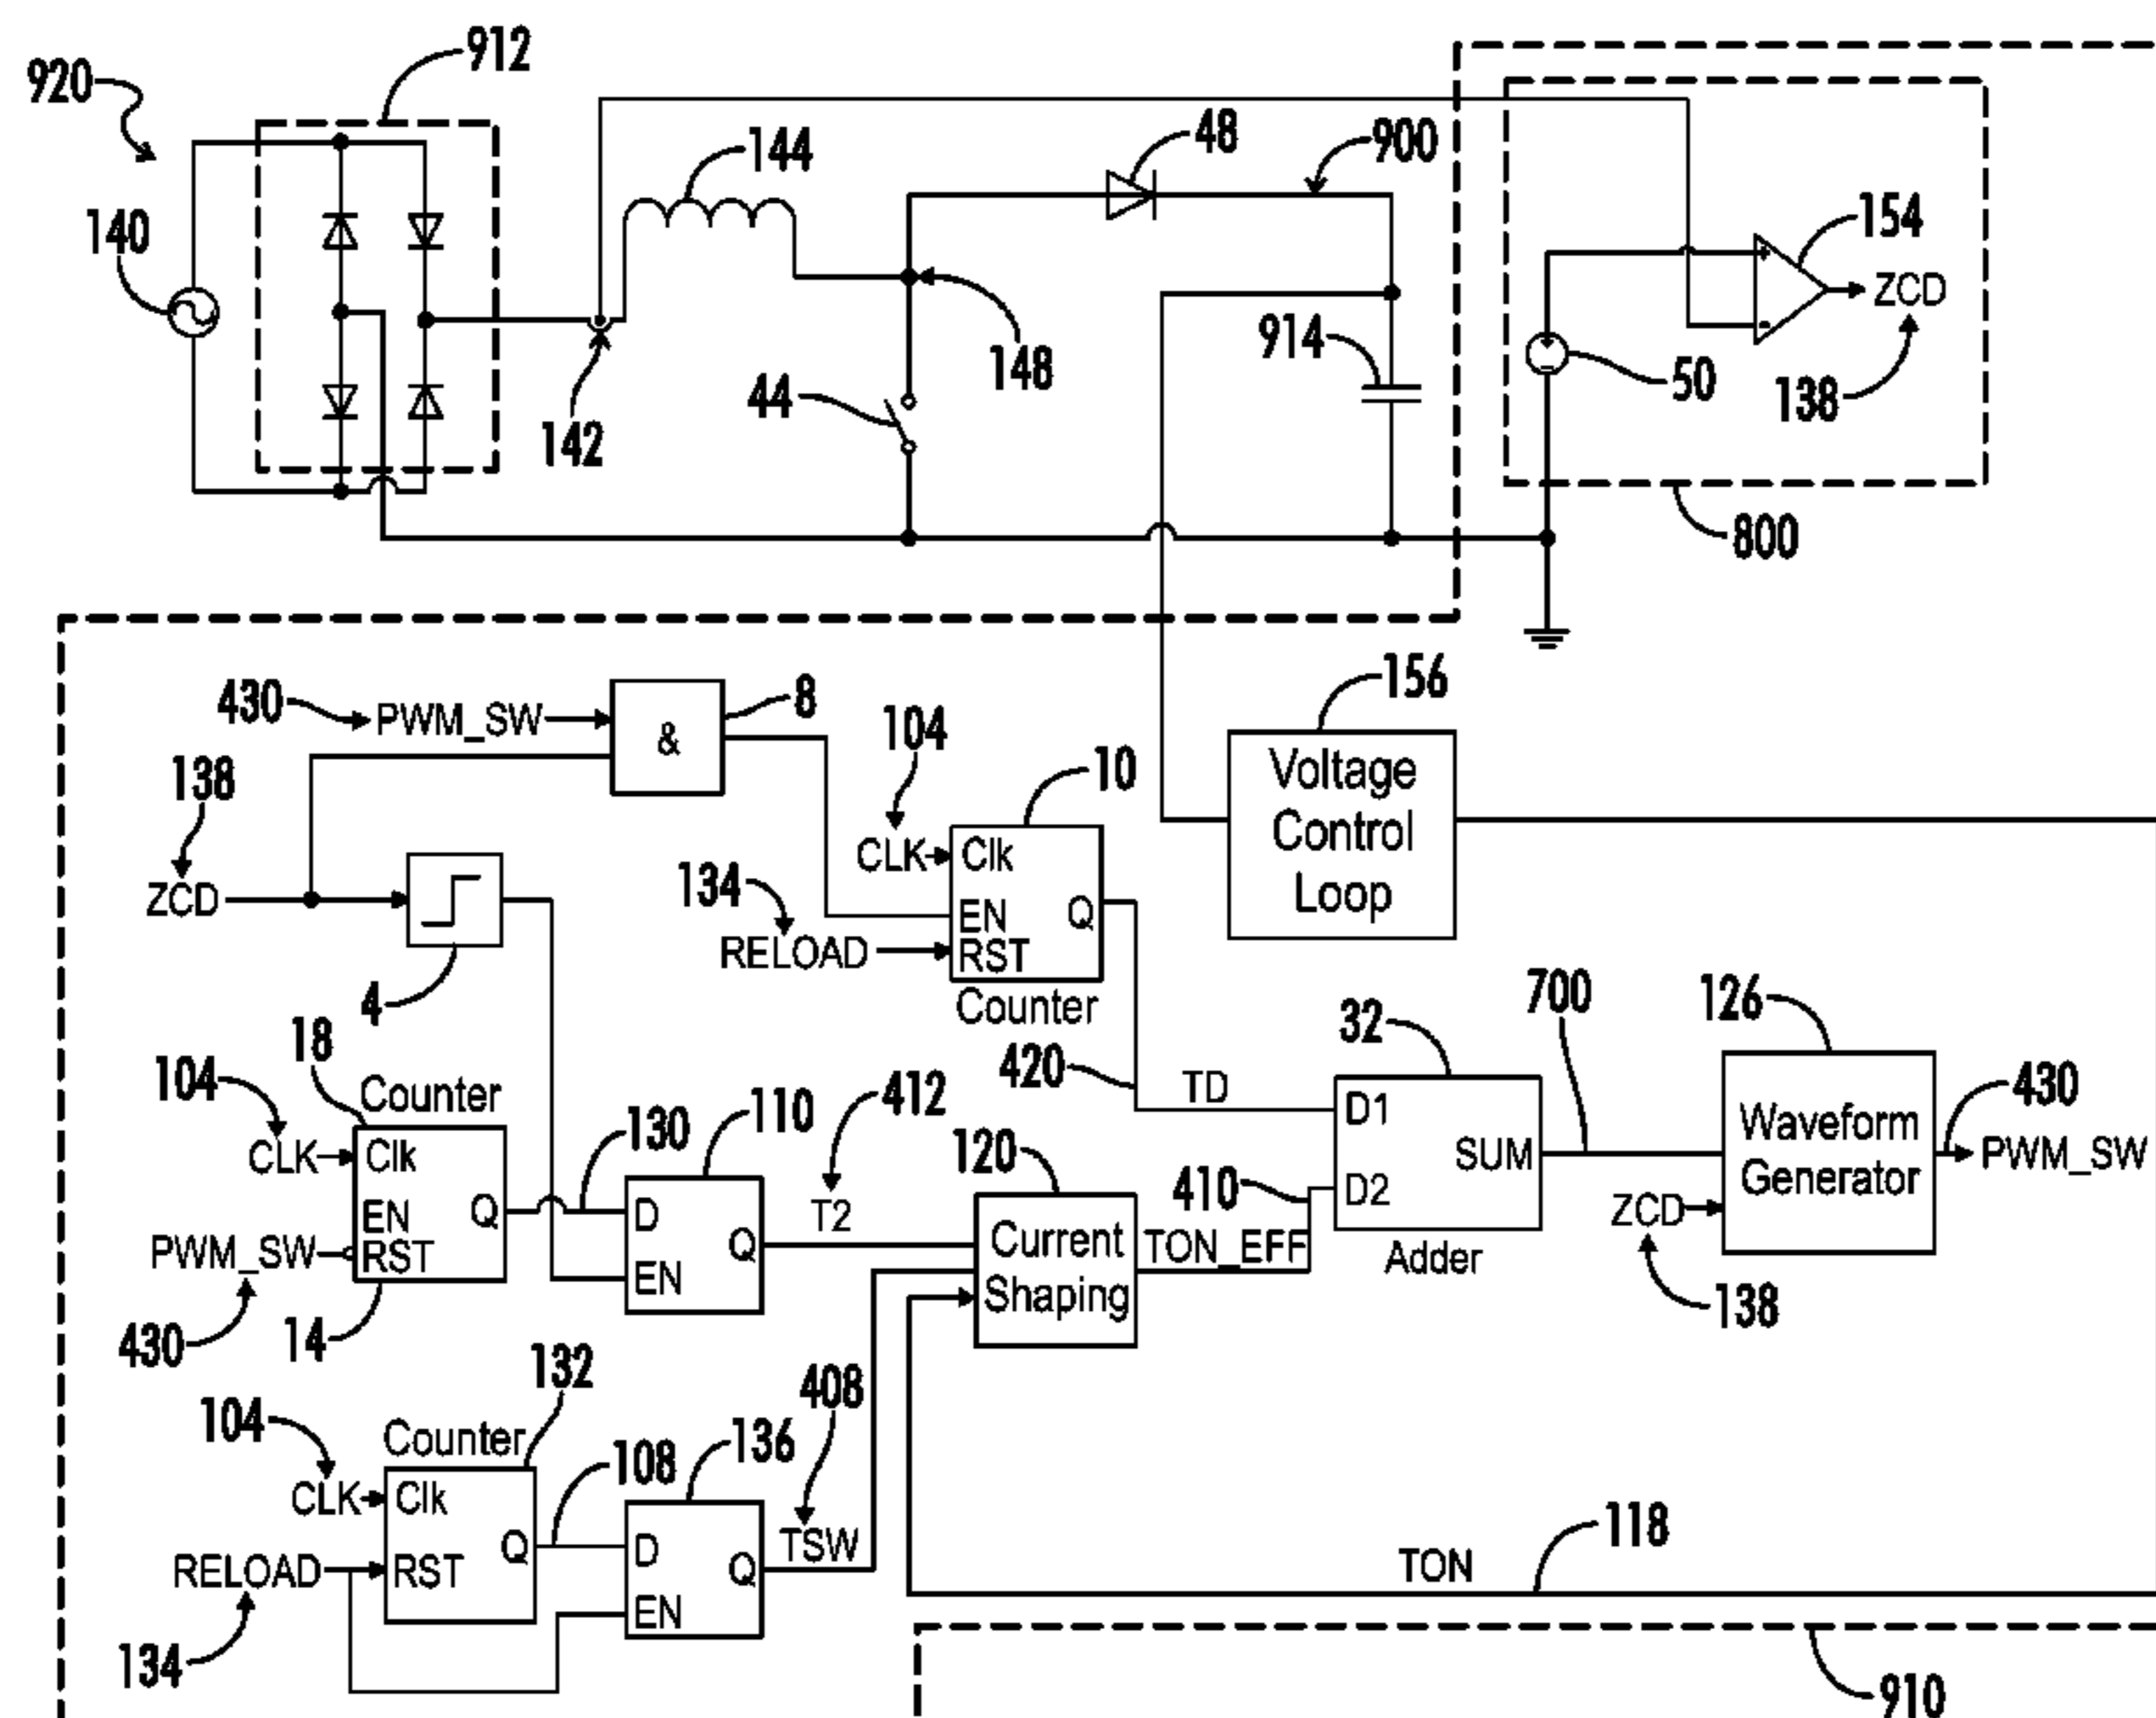 920
912
140
144
142
148
44
48
900
914
154
+
-
ZCD
138
50
800
430
PWM_SW
&
8
138
ZCD
4
104
CLK
134
RELOAD
10
Clk
EN
RST
Q
Counter
156
Voltage
Control
Loop
18
104
CLK
Counter
Clk
EN
RST
Q
PWM_SW
430
14
130
110
D
EN
Q
412
T2
420
TD
120
Current
Shaping
TON_EFF
410
32
D1
D2
SUM
Adder
700
126
Waveform
Generator
ZCD
138
430
PWM_SW
104
CLK
Counter
132
Clk
RST
Q
RELOAD
134
108
136
D
EN
Q
408
TSW
TON
118
910